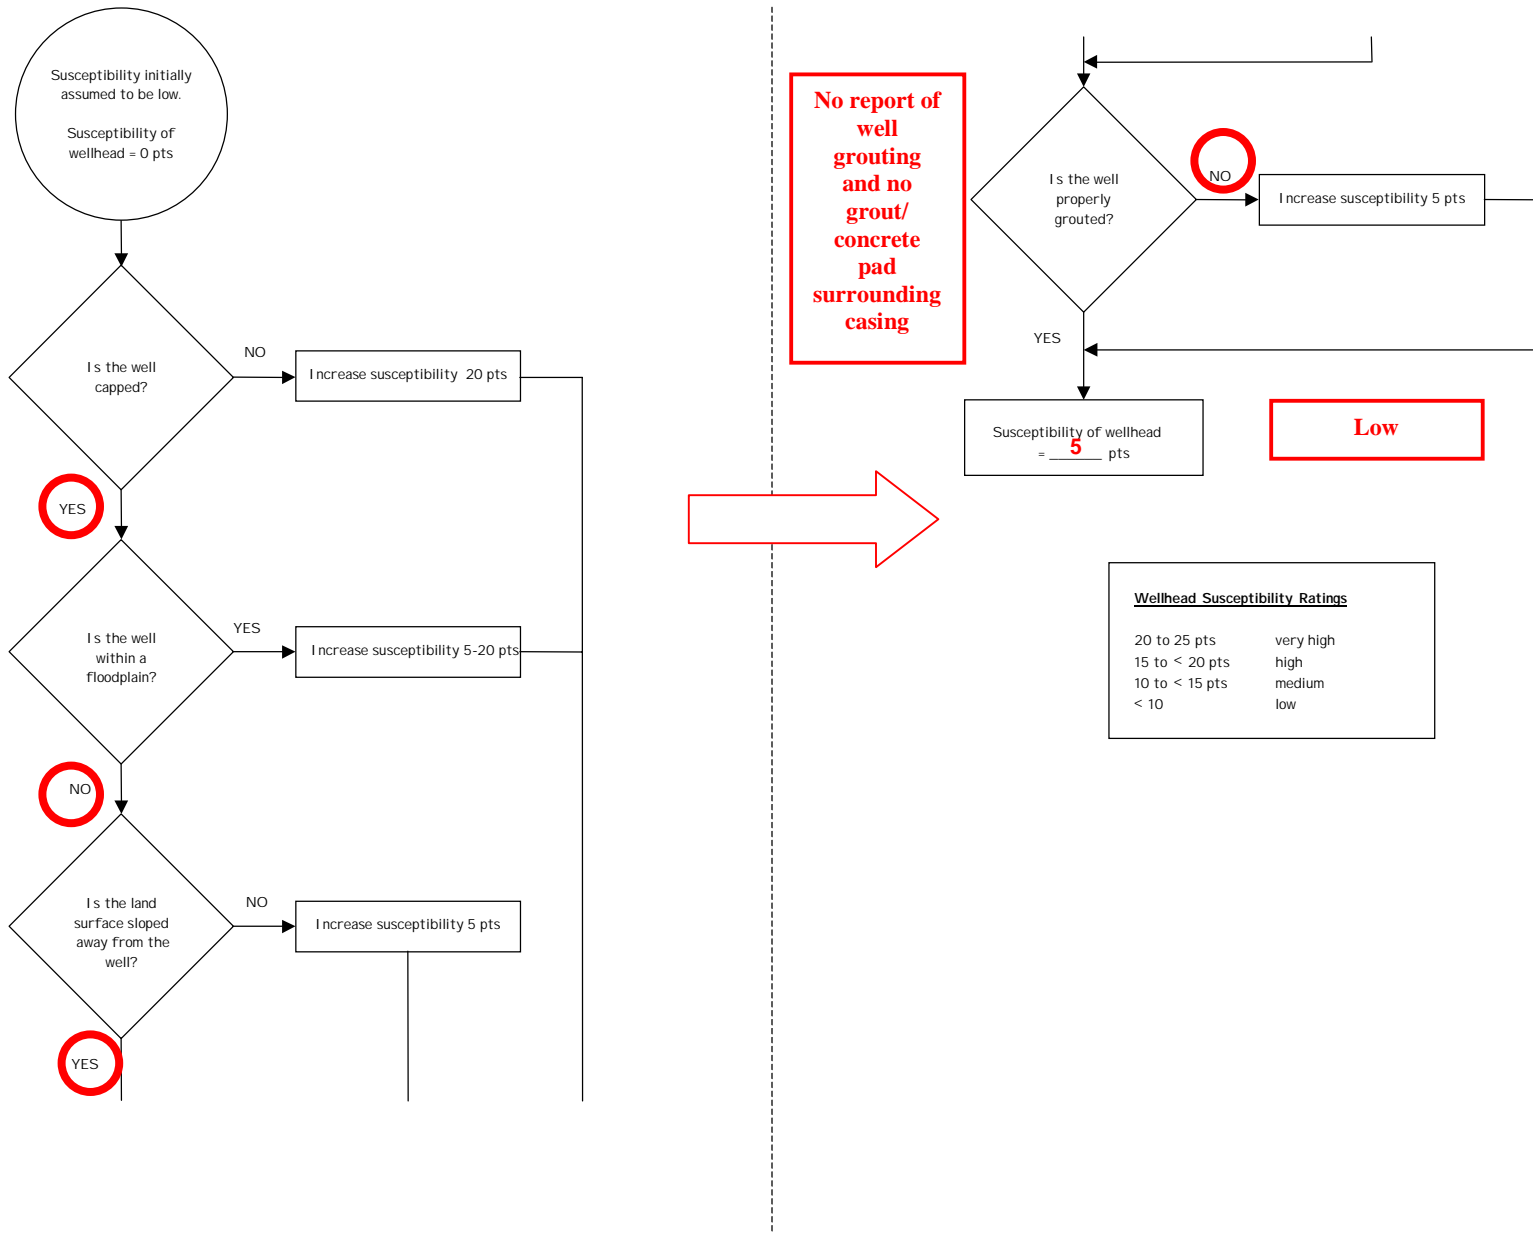 Susceptibility initially
assumed to be low.
Susceptibility of
wellhead = 0 pts
Is the well
capped?
NO
Increase susceptibility 20 pts
YES
Is the well
within a
floodplain?
YES
Increase susceptibility 5-20 pts
NO
Is the land
surface sloped
away from the
well?
NO
Increase susceptibility 5 pts
YES
No report of
well
grouting
and no
grout/
concrete
pad
surrounding
casing
Is the well
properly
grouted?
NO
Increase susceptibility 5 pts
YES
Susceptibility of wellhead
= ___5___ pts
Low
Wellhead Susceptibility Ratings
20 to 25 pts very high
15 to < 20 pts high
10 to < 15 pts medium
< 10 low